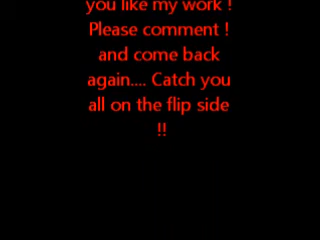 you like my work !
Please comment !
and come back
again.... Catch you
all on the flip side
!!